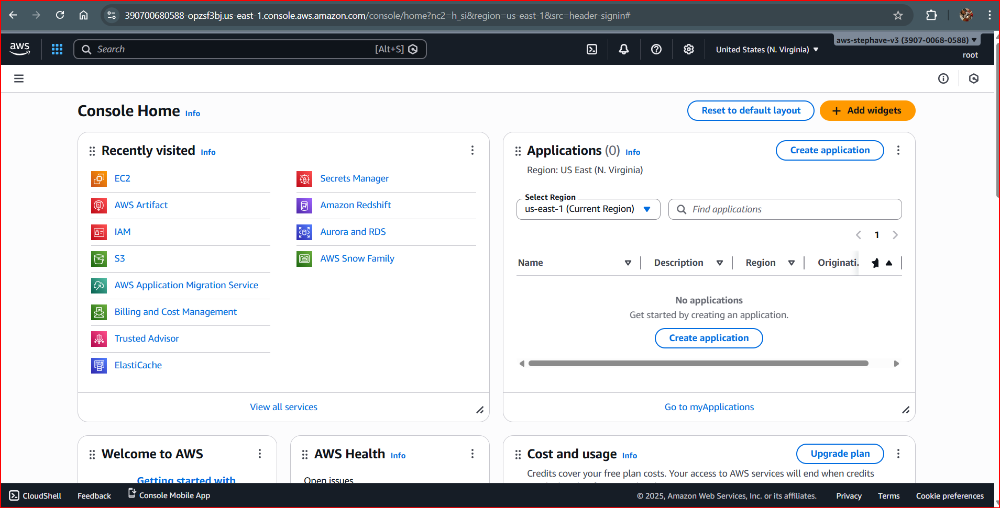 390700680588-opzsf3bj.us-east-1.console.aws.amazon.com/console/home?nc2=h_si&region=us-east-1&src=header-signin#
aws
Search [Alt+S]
United States (N. Virginia)
aws-stephave-v3 (3907-0068-0588)
root
Console Home Info
Reset to default layout
Add widgets
Recently visited Info
EC2
AWS Artifact
IAM
S3
AWS Application Migration Service
Billing and Cost Management
Trusted Advisor
ElastiCache
Secrets Manager
Amazon Redshift
Aurora and RDS
AWS Snow Family
View all services
Applications (0) Info
Create application
Region: US East (N. Virginia)
Select Region
us-east-1 (Current Region)
Find applications
1
Name Description Region Originati.
No applications
Get started by creating an application.
Create application
Go to myApplications
Welcome to AWS
Getting started with
AWS Health Info
Open issues
Cost and usage Info
Upgrade plan
Credits cover your free plan costs. Your access to AWS services will end when credits
CloudShell Feedback Console Mobile App
© 2025, Amazon Web Services, Inc. or its affiliates. Privacy Terms Cookie preferences